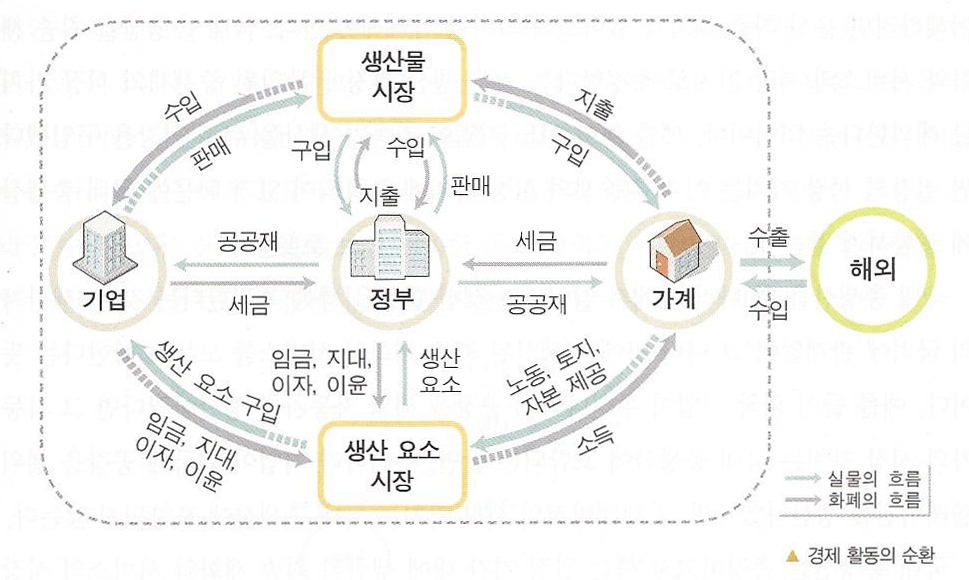 생산물
시장
수입
판매
지출
구입
구입
수입
지출
판매
공공재
세금
세금
공공재
수출
수입
기업
정부
가계
해외
생산 요소 구입
임금, 지대,
이자, 이윤
임금, 지대,
이자, 이윤
생산
요소
노동, 토지,
자본 제공
소득
생산 요소
시장
실물의 흐름
화폐의 흐름
▲ 경제 활동의 순환